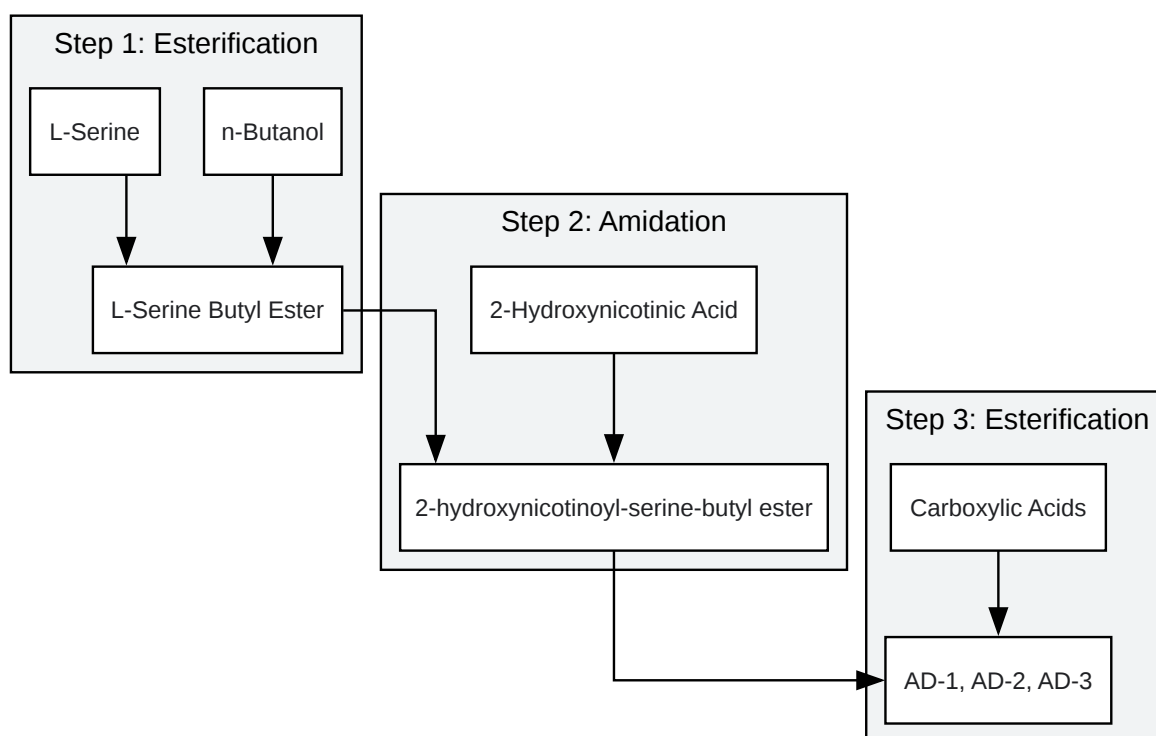 Step 1: Esterification
L-Serine
n-Butanol
L-Serine Butyl Ester
Step 2: Amidation
2-Hydroxynicotinic Acid
2-hydroxynicotinoyl-serine-butyl ester
Step 3: Esterification
Carboxylic Acids
AD-1, AD-2, AD-3